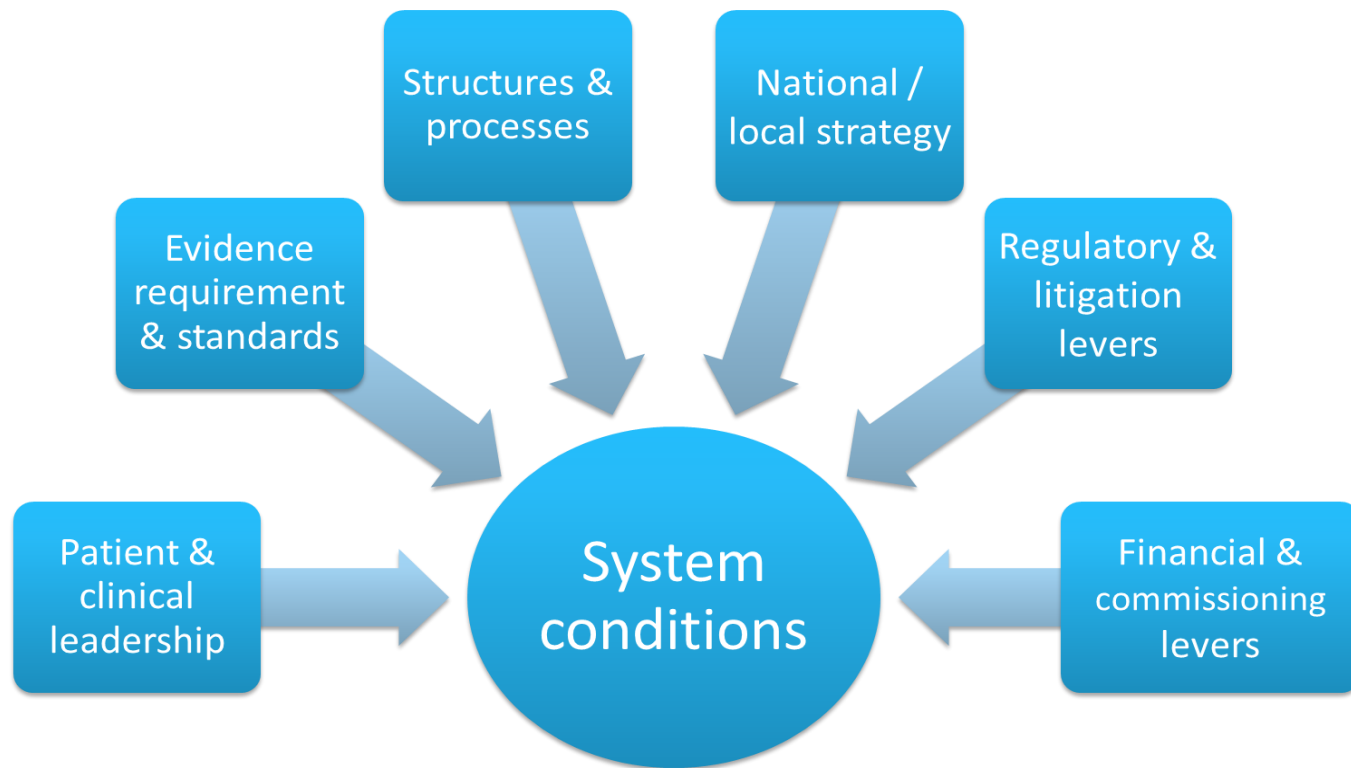 Structures &
processes
National /
local strategy
Evidence
requirement
& standards
Regulatory &
litigation
levers
Patient &
clinical
leadership
System
conditions
Financial &
commissioning
levers